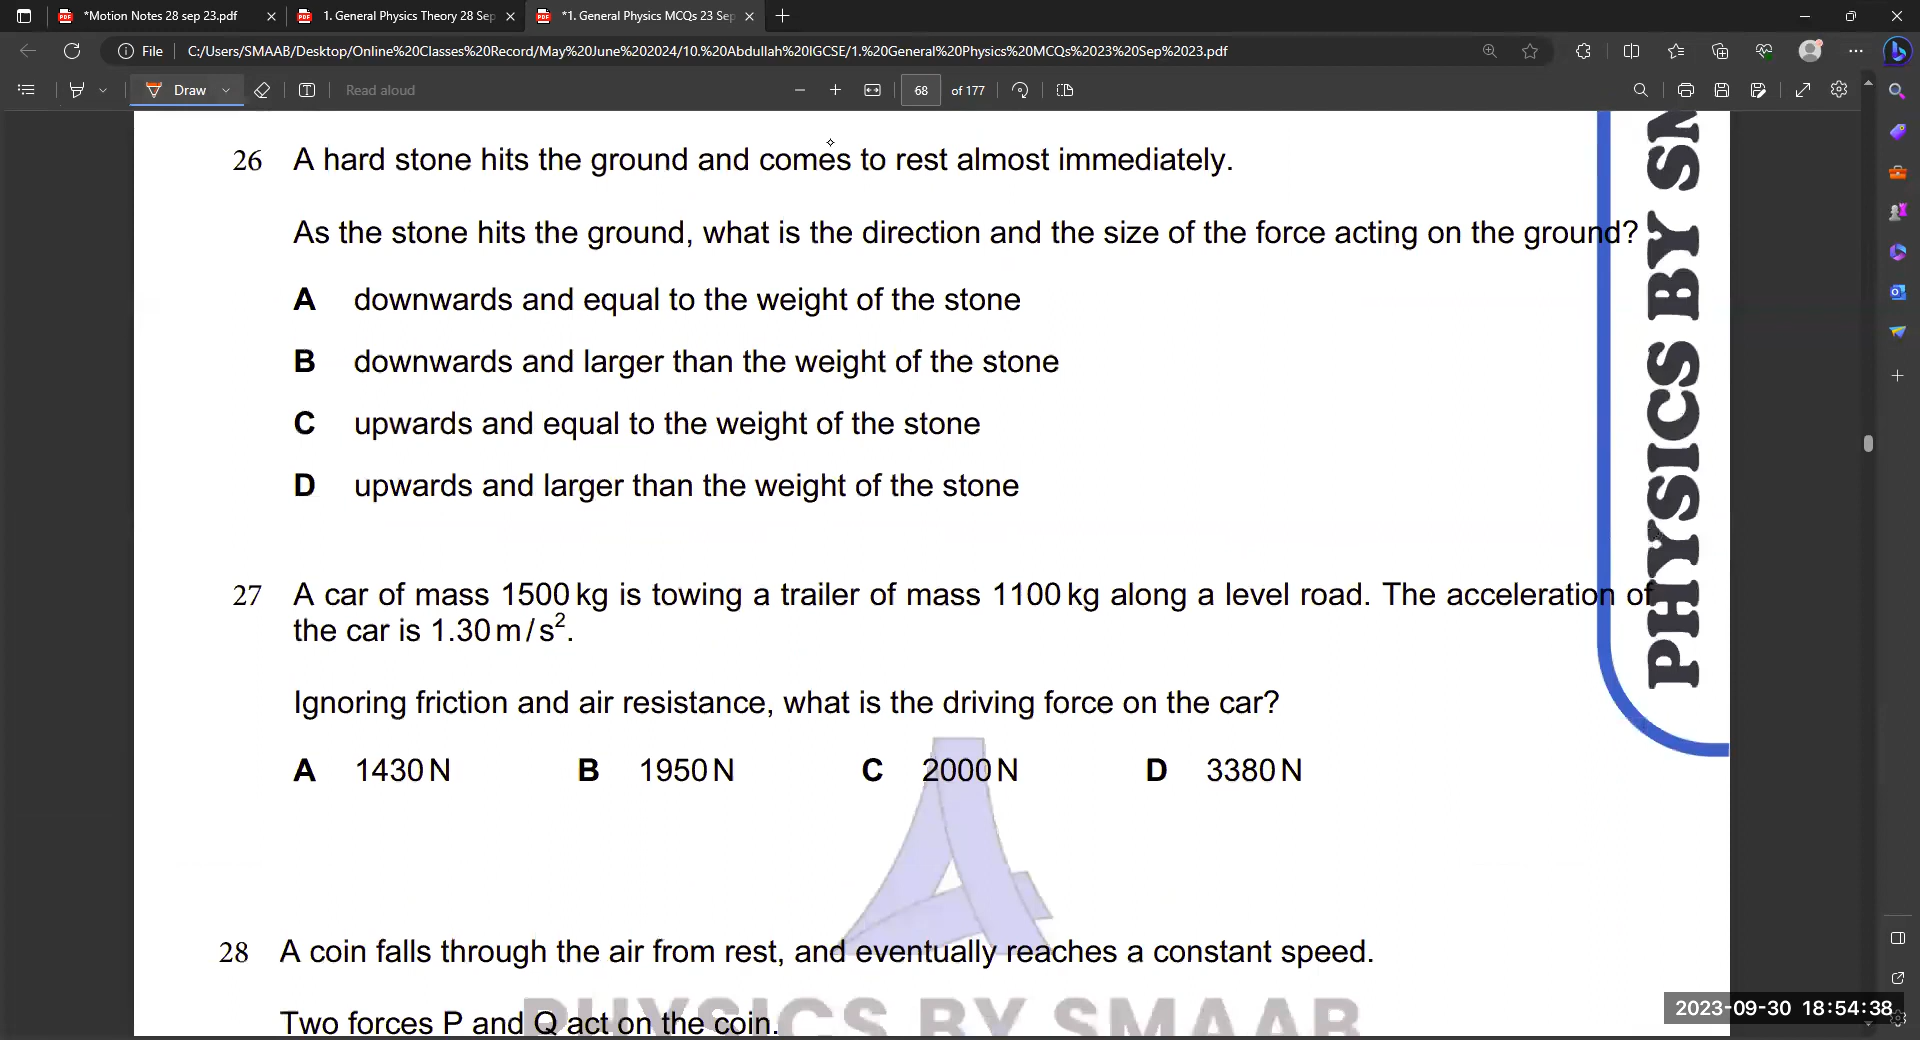 *Motion Notes 28 sep 23.pdf
1. General Physics Theory 28 Sep
*1. General Physics MCQs 23 Sep
File
C:/Users/SMAAB/Desktop/Online%20Classes%20Record/May%20June%202024/10.%20Abdullah%20IGCSE/1.%20General%20Physics%20MCQs%2023%20Sep%2023.pdf
Draw
Read aloud
68 of 177
26 A hard stone hits the ground and comes to rest almost immediately.
As the stone hits the ground, what is the direction and the size of the force acting on the ground?
A downwards and equal to the weight of the stone
B downwards and larger than the weight of the stone
C upwards and equal to the weight of the stone
D upwards and larger than the weight of the stone
27 A car of mass 1500 kg is towing a trailer of mass 1100 kg along a level road. The acceleration of
the car is 1.30 m/s².
Ignoring friction and air resistance, what is the driving force on the car?
A 1430 N B 1950 N C 2000 N D 3380 N
28 A coin falls through the air from rest, and eventually reaches a constant speed.
Two forces P and Q act on the coin.
PHYSICS BY SMAAB
PHYSICS BY SM
2023-09-30 18:54:38